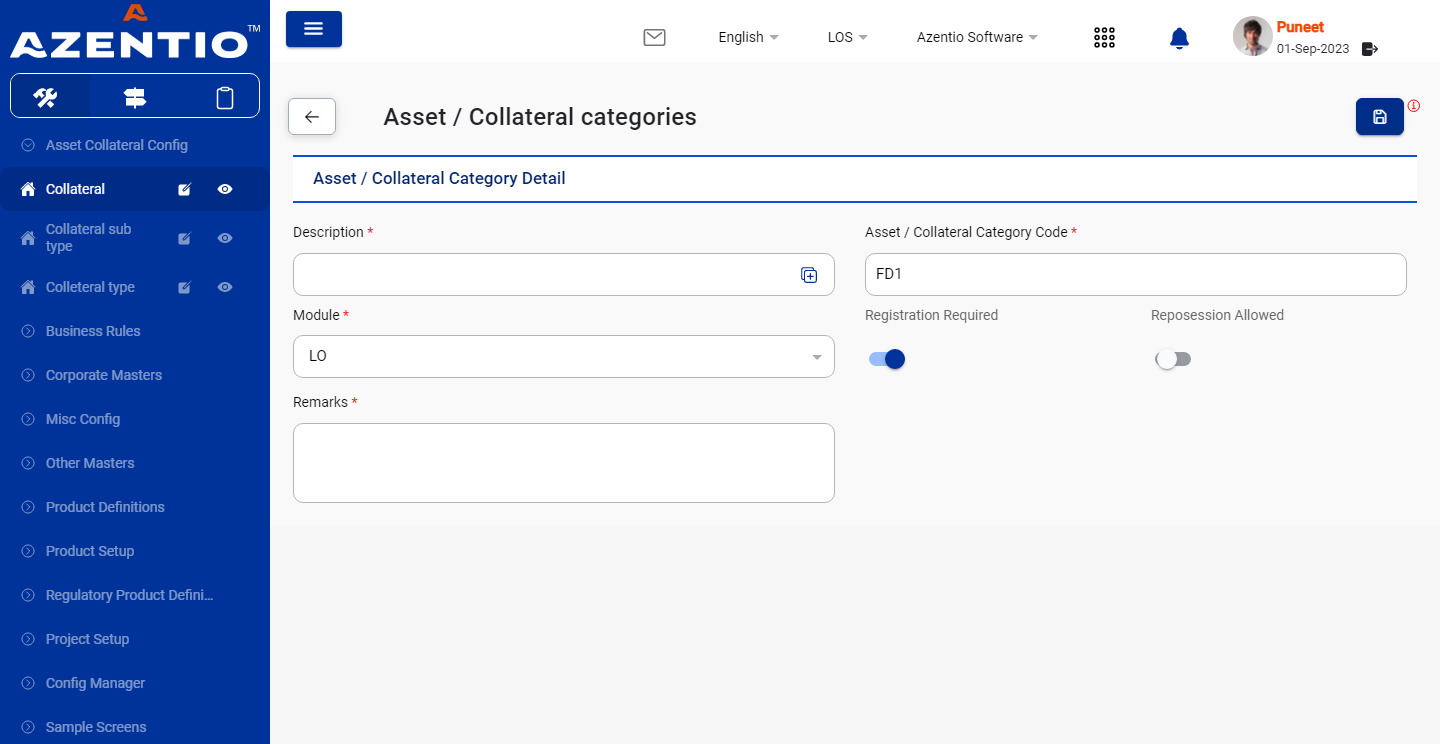 AZENTIO TM
English
LOS
Azentio Software
Puneet
01-Sep-2023
Asset Collateral Config
Collateral
Collateral sub
type
Colleteral type
Business Rules
Corporate Masters
Misc Config
Other Masters
Product Definitions
Product Setup
Regulatory Product Defini...
Project Setup
Config Manager
Sample Screens
Asset / Collateral categories
Asset / Collateral Category Detail
Description *
Asset / Collateral Category Code *
FD1
Module *
LO
Registration Required
Reposession Allowed
Remarks *